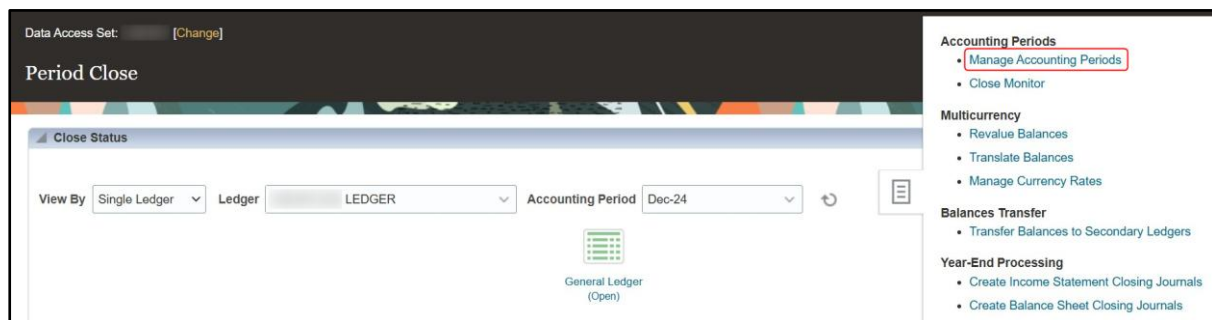 Data Access Set: [Change]
Period Close
Close Status
View By Single Ledger Ledger LEDGER Accounting Period Dec-24
General Ledger
(Open)
Accounting Periods
• Manage Accounting Periods
• Close Monitor
Multicurrency
• Revalue Balances
• Translate Balances
• Manage Currency Rates
Balances Transfer
• Transfer Balances to Secondary Ledgers
Year-End Processing
• Create Income Statement Closing Journals
• Create Balance Sheet Closing Journals